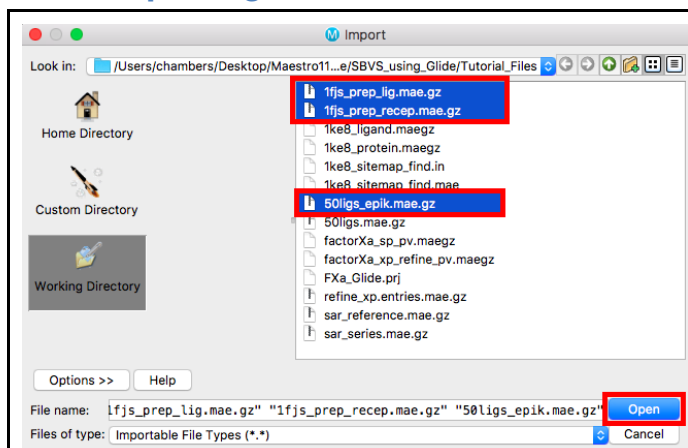 Import
Look in: /Users/chambers/Desktop/Maestro11...e/SBVS_using_Glide/Tutorial_Files
Home Directory
Custom Directory
Working Directory
1fjs_prep_lig.mae.gz
1fjs_prep_recep.mae.gz
1ke8_ligand.maegz
1ke8_protein.maegz
1ke8_sitemap_find.in
1ke8_sitemap_find.mae
50ligs_epik.mae.gz
50ligs.mae.gz
factorXa_sp_pv.maegz
factorXa_xp_refine_pv.maegz
FXa_Glide.prj
refine_xp.entries.mae.gz
sar_reference.mae.gz
sar_series.mae.gz
Options >> Help
File name: 1fjs_prep_lig.mae.gz" "1fjs_prep_recep.mae.gz" "50ligs_epik.mae.gz" Open
Files of type: Importable File Types (*.*) Cancel